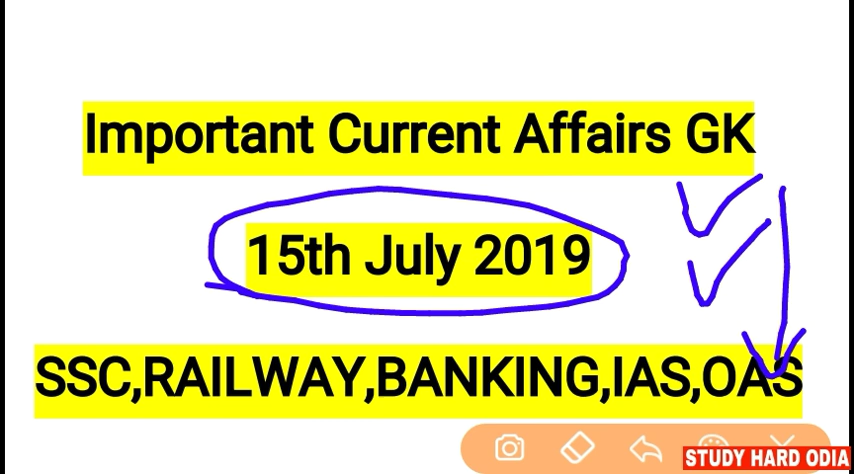 Important Current Affairs GK
15th July 2019
SSC,RAILWAY,BANKING,IAS,OAS
STUDY HARD ODIA